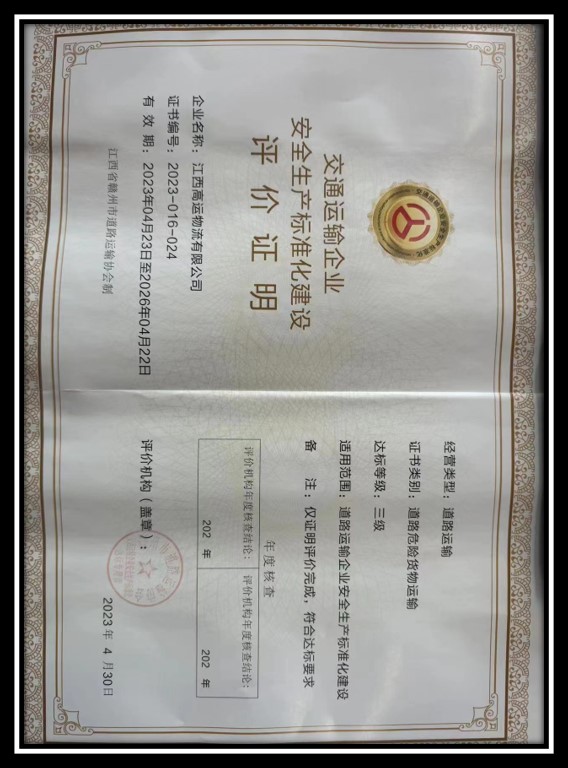 交通运输企业
安全生产标准化建设
评价证明
企业名称：江西高运物流有限公司
证书编号：2023-016-024
有 效 期：2023年04月23日至2026年04月22日
江西省赣州市道路运输协会制
经营类型：道路运输
证书类别：道路危险货物运输
达标等级：三级
适用范围：道路运输企业安全生产标准化建设
备 注：仅证明评价完成，符合达标要求
年度核查
评价机构年度核查结论：
202 年
评价机构年度核查结论：
202 年
评价机构（盖章）：
2023 年 4 月30日